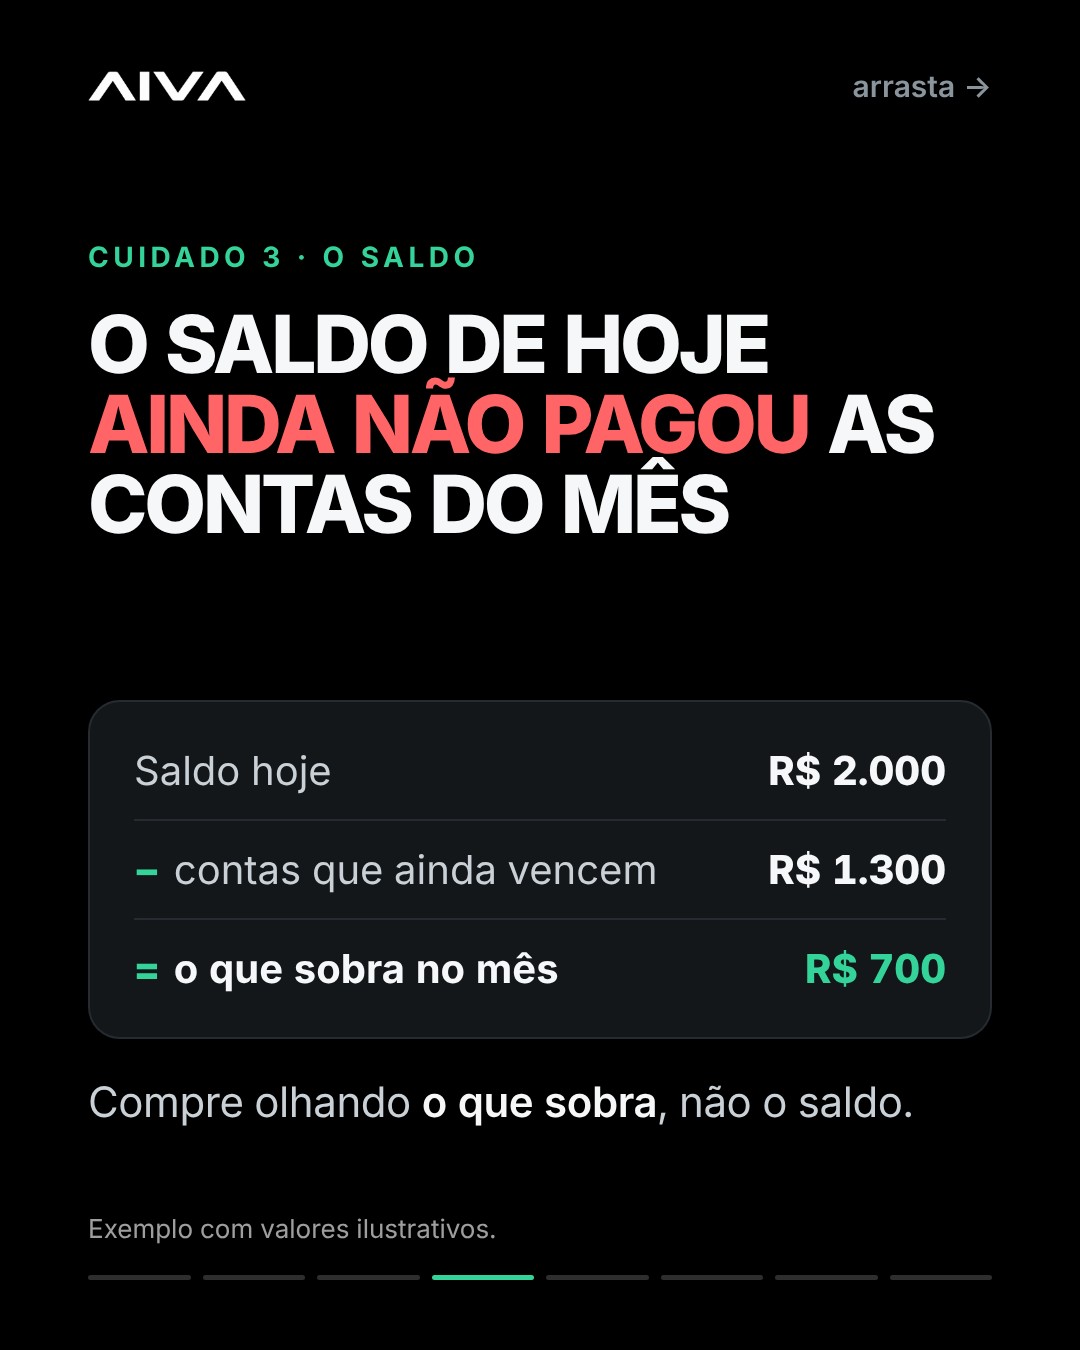 AIVA
arrasta →
CUIDADO 3 · O SALDO
O SALDO DE HOJE
AINDA NÃO PAGOU AS
CONTAS DO MÊS
Saldo hoje R$ 2.000
– contas que ainda vencem R$ 1.300
= o que sobra no mês R$ 700
Compre olhando o que sobra, não o saldo.
Exemplo com valores ilustrativos.